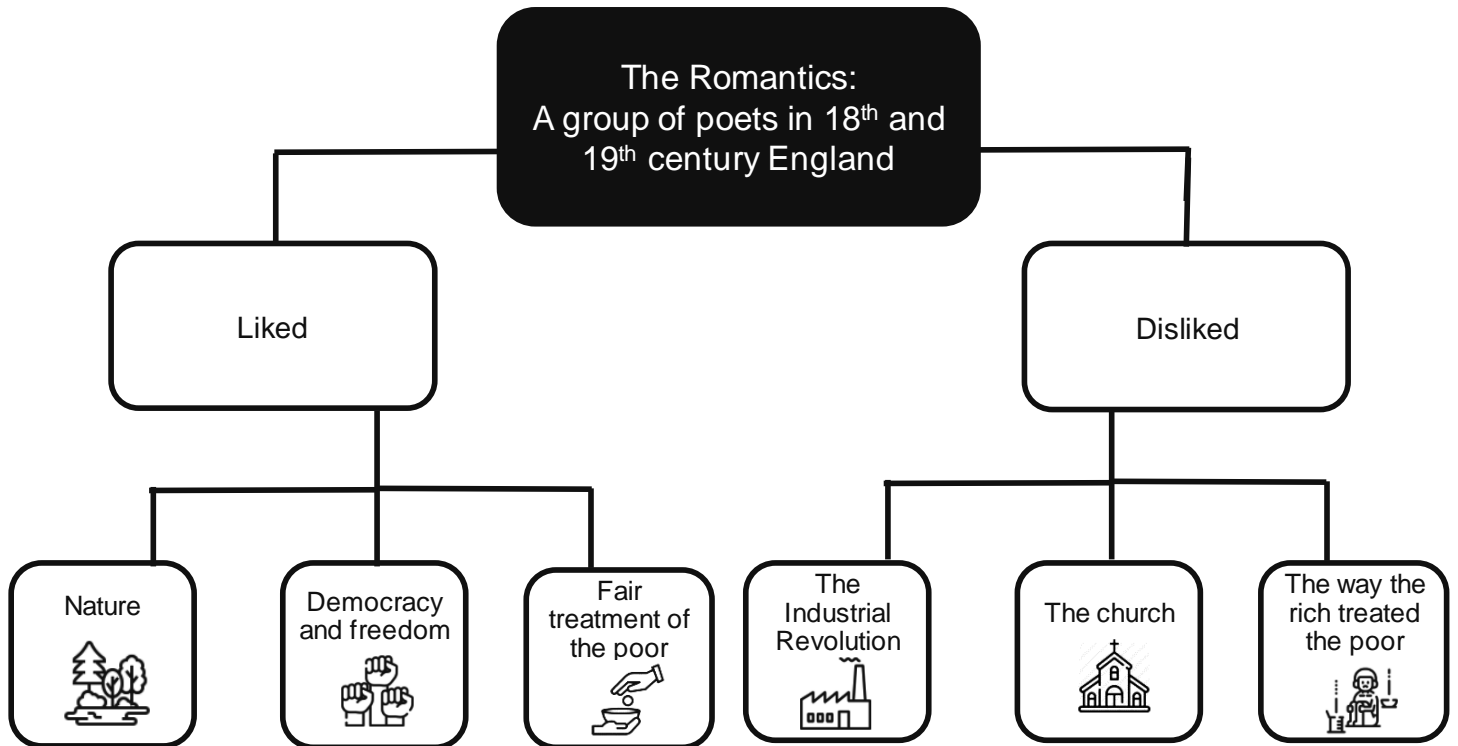 The Romantics:
A group of poets in 18th and
19th century England
Liked
Disliked
Nature
Democracy
and freedom
Fair
treatment of
the poor
The
Industrial
Revolution
The church
The way the
rich treated
the poor